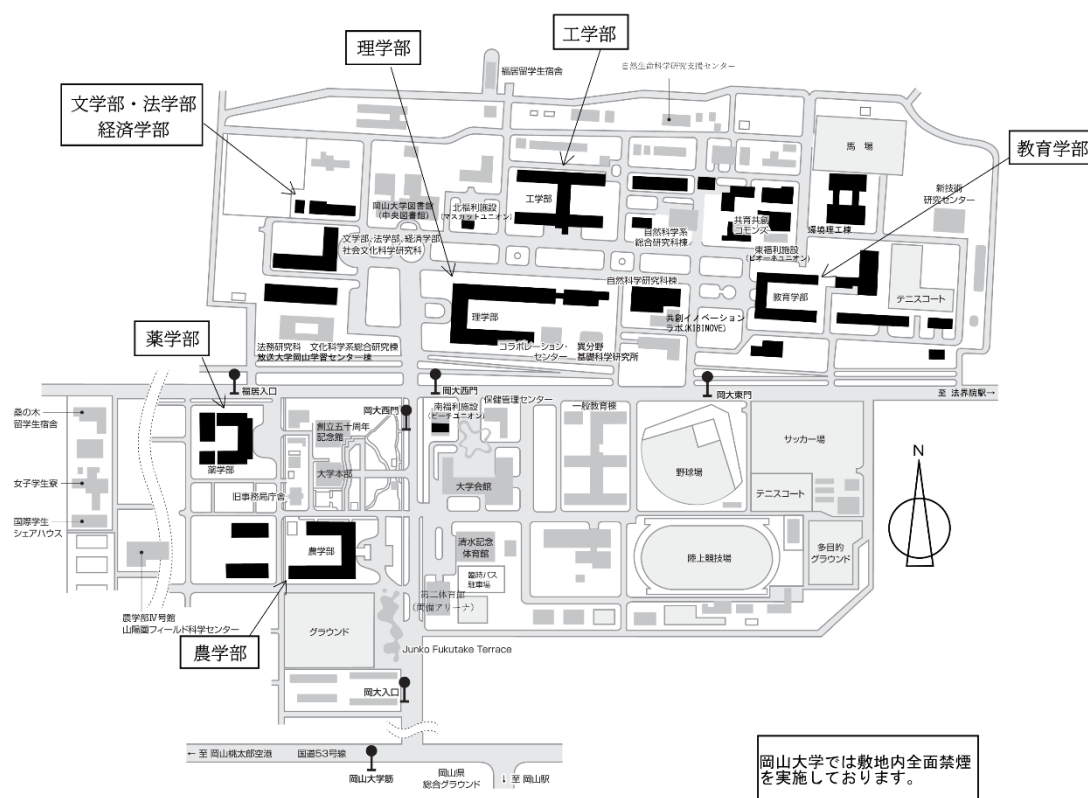 工学部
理学部
福居留学生宿舎
自然生命科学研究支援センター
文学部・法学部
経済学部
教育学部
馬 場
新技術
研究センター
工学部
岡山大学図書館
(中央図書館)
北福利施設
(マスカットユニオン)
自然科学系
総合研究科棟
共育共創
コモンズ
環境理工棟
東福利施設
(ピオーネユニオン)
文学部、法学部、経済学部
社会文化科学研究科
自然科学研究科棟
教育学部
テニスコート
理学部
共創イノベーション
ラボ(KIBINOVE)
薬学部
法務研究科 文化科学系総合研究棟
放送大学岡山学習センター棟
コラボレーション・
センター
異分野
基礎科学研究所
福居入口
岡大西門
岡大東門
至 法界院駅→
桑の木
留学生宿舎
創立五十周年
記念館
岡大西門
南福利施設
(ピーチユニオン)
保健管理センター
一般教育棟
サッカー場
N
薬学部
大学本部
大学会館
野球場
女子学生寮
旧事務局庁舎
テニスコート
国際学生
シェアハウス
農学部
清水記念
体育館
陸上競技場
多目的
グラウンド
臨時バス
駐車場
第二体育館
(両備アリーナ)
農学部Ⅳ号館
山陽圏フィールド科学センター
グラウンド
農学部
Junko Fukutake Terrace
岡大入口
← 至 岡山桃太郎空港
国道53号線
岡山大学筋
岡山県
総合グラウンド
↓ 至 岡山駅
岡山大学では敷地内全面禁煙
を実施しております。